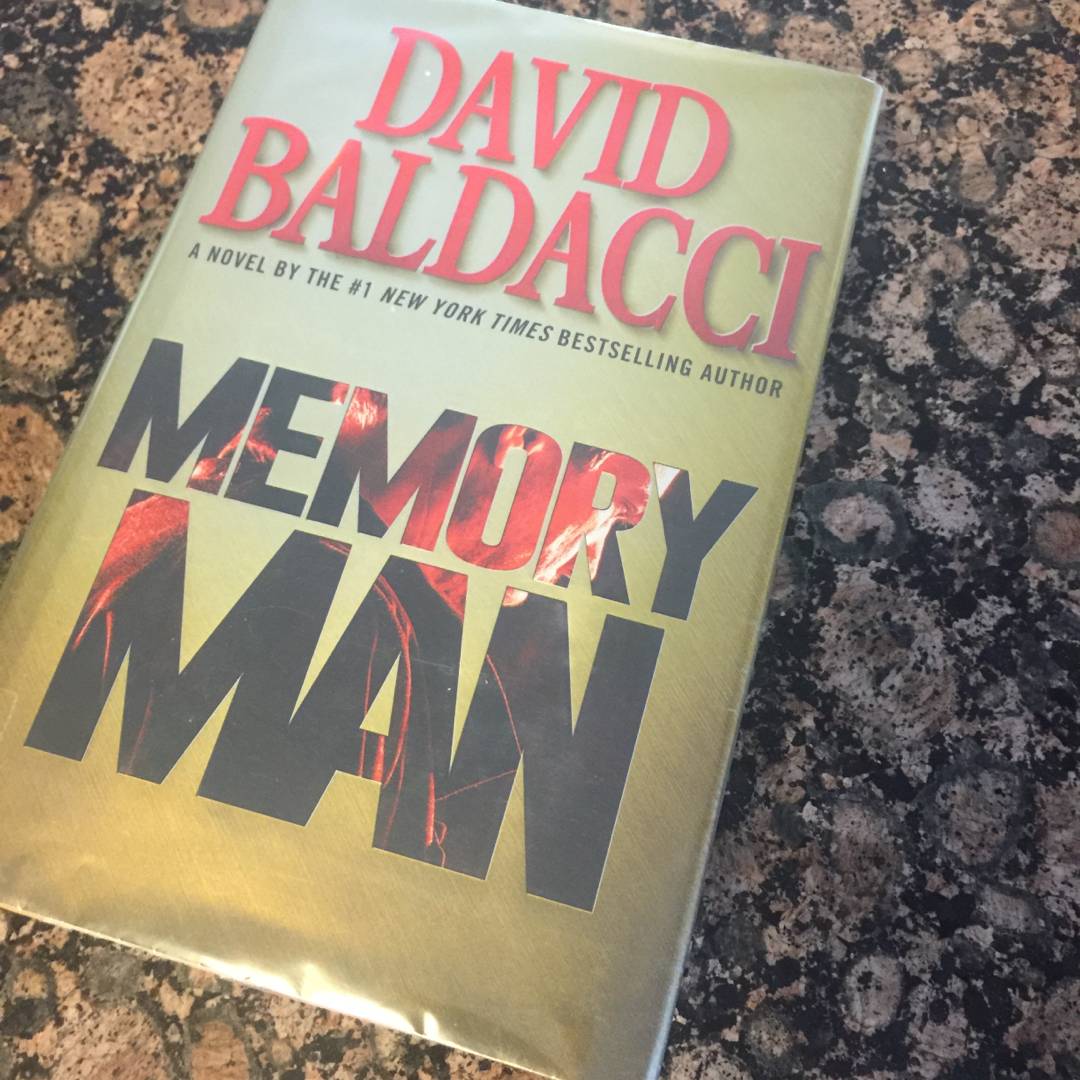 DAVID
BALDACCI
A NOVEL BY THE #1 NEW YORK TIMES BESTSELLING AUTHOR
MEMORY
MAN